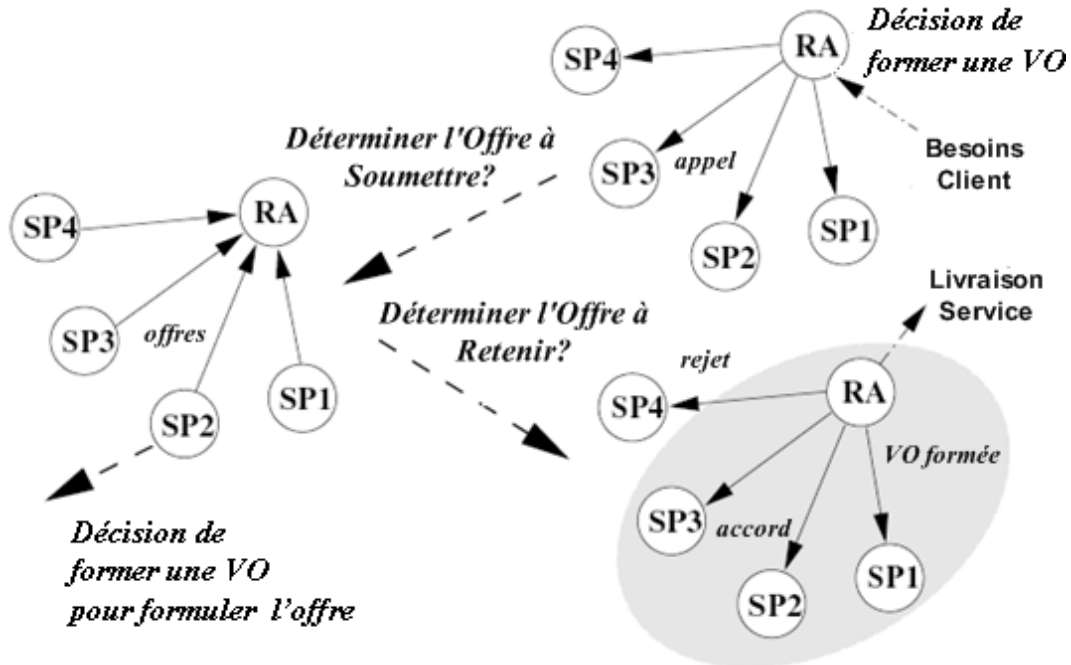 Décision de
former une VO
RA
SP4
SP3
appel
SP2
SP1
Besoins
Client
Déterminer l'Offre à
Soumettre?
RA
SP4
SP3
offres
SP2
SP1
Décision de
former une VO
pour formuler l'offre
Déterminer l'Offre à
Retenir?
Livraison
Service
rejet
RA
SP4
VO formée
SP3
accord
SP2
SP1